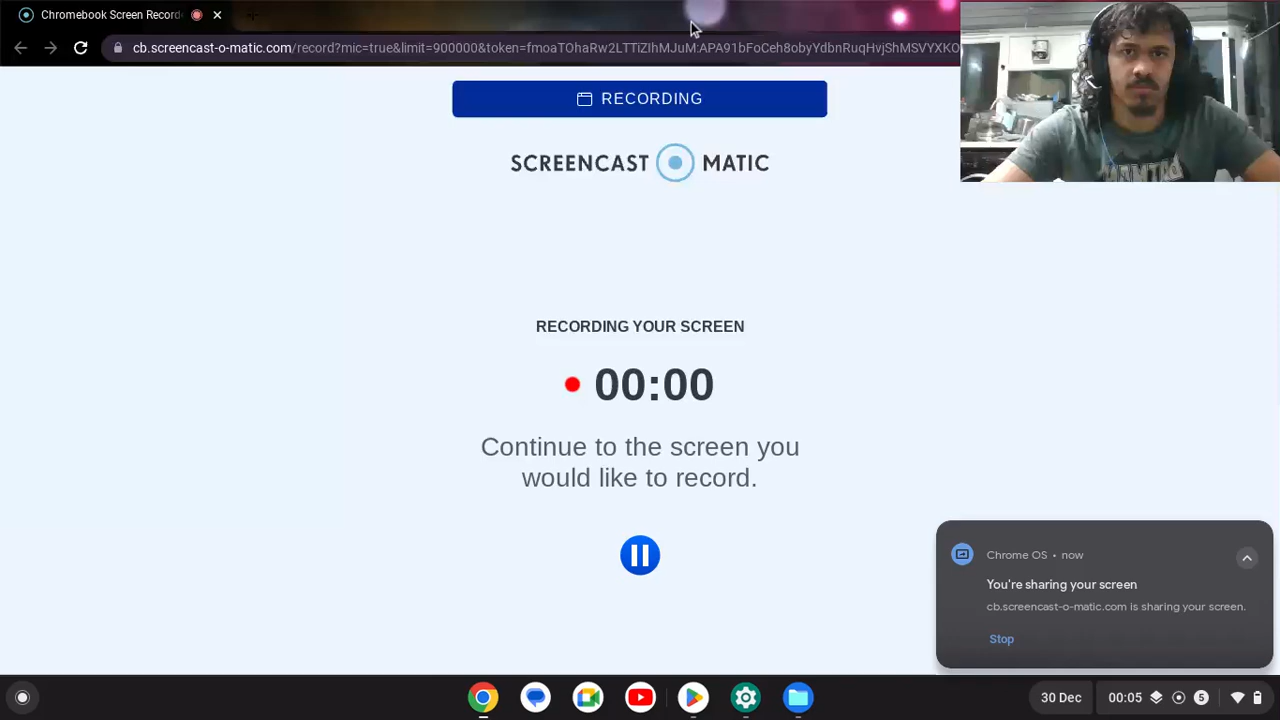 Chromebook Screen Record
cb.screencast-o-matic.com/record?mic=true&limit=900000&token=fmoaTOhaRw2LTTiZIhMJuM:APA91bFoCeh8obyYdbnRuqHvjShMSVYXKO
RECORDING
SCREENCAST MATIC
RECORDING YOUR SCREEN
00:00
Continue to the screen you
would like to record.
Chrome OS • now
You're sharing your screen
cb.screencast-o-matic.com is sharing your screen.
Stop
30 Dec
00:05
5